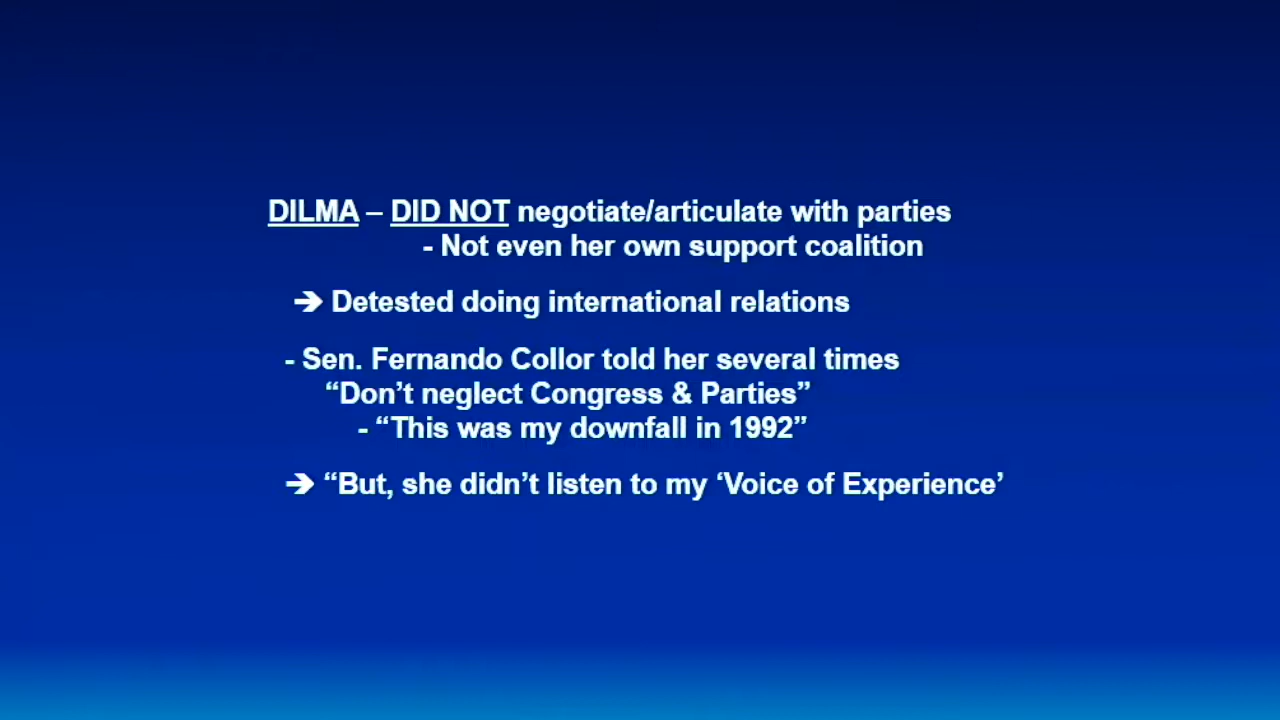 DILMA – DID NOT negotiate/articulate with parties
- Not even her own support coalition
➔ Detested doing international relations
- Sen. Fernando Collor told her several times
“Don’t neglect Congress & Parties”
- “This was my downfall in 1992”
➔ “But, she didn’t listen to my ‘Voice of Experience’